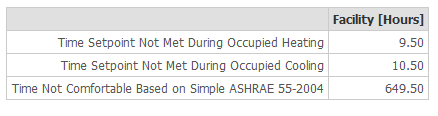 Facility [Hours]
Time Setpoint Not Met During Occupied Heating 9.50
Time Setpoint Not Met During Occupied Cooling 10.50
Time Not Comfortable Based on Simple ASHRAE 55-2004 649.50